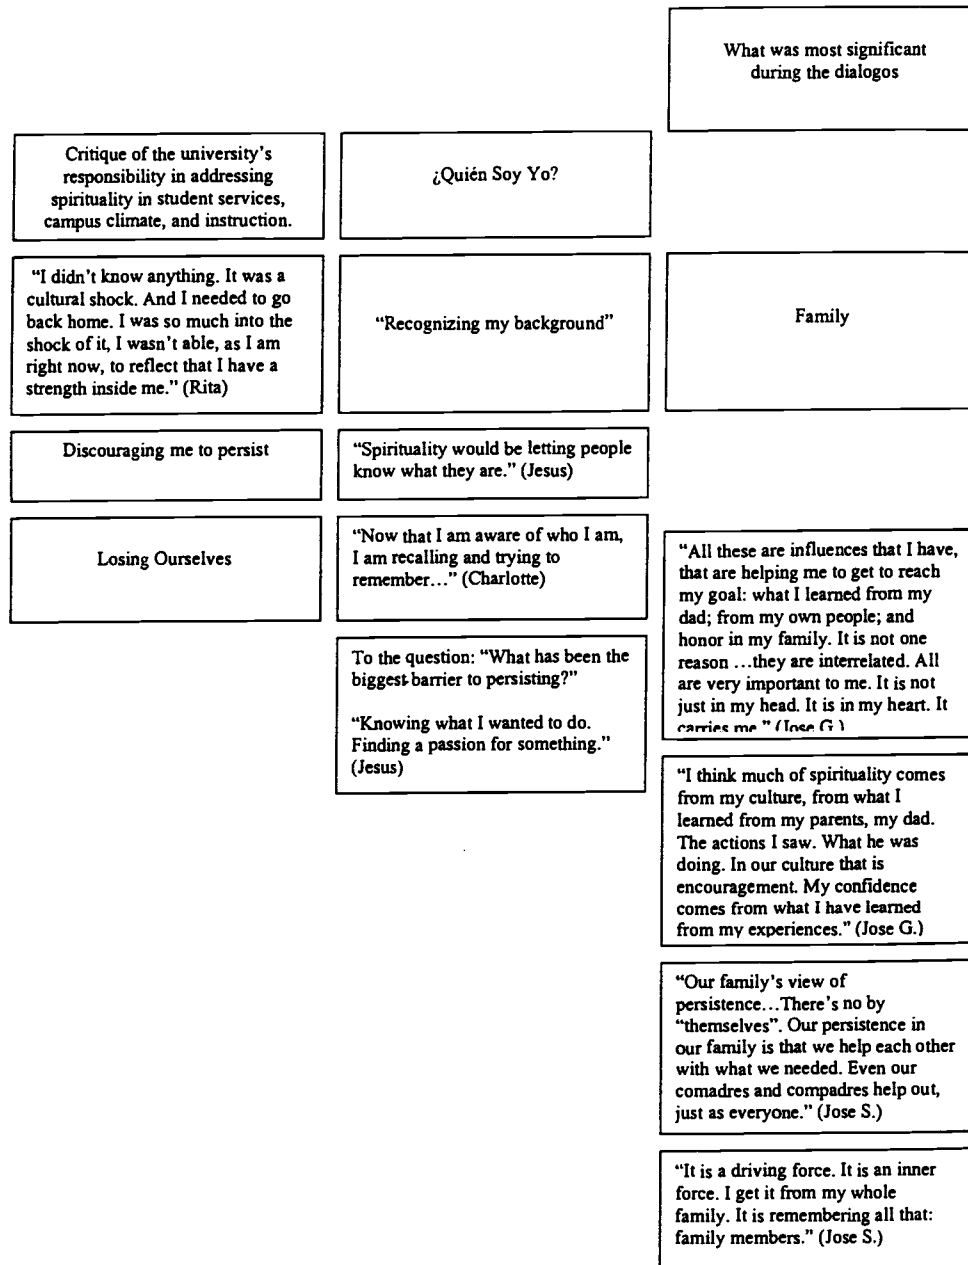 What was most significant
during the dialogos
Critique of the university's
responsibility in addressing
spirituality in student services,
campus climate, and instruction.
¿Quién Soy Yo?
"I didn't know anything. It was a
cultural shock. And I needed to go
back home. I was so much into the
shock of it, I wasn't able, as I am
right now, to reflect that I have a
strength inside me." (Rita)
"Recognizing my background"
Family
Discouraging me to persist
"Spirituality would be letting people
know what they are." (Jesus)
Losing Ourselves
"Now that I am aware of who I am,
I am recalling and trying to
remember…" (Charlotte)
To the question: "What has been the
biggest barrier to persisting?"
"Knowing what I wanted to do.
Finding a passion for something."
(Jesus)
"All these are influences that I have,
that are helping me to get to reach
my goal: what I learned from my
dad; from my own people; and
honor in my family. It is not one
reason …they are interrelated. All
are very important to me. It is not
just in my head. It is in my heart. It
carries me." (Jose G.)
"I think much of spirituality comes
from my culture, from what I
learned from my parents, my dad.
The actions I saw. What he was
doing. In our culture that is
encouragement. My confidence
comes from what I have learned
from my experiences." (Jose G.)
"Our family's view of
persistence…There's no by
"themselves". Our persistence in
our family is that we help each other
with what we needed. Even our
comadres and compadres help out,
just as everyone." (Jose S.)
"It is a driving force. It is an inner
force. I get it from my whole
family. It is remembering all that:
family members." (Jose S.)